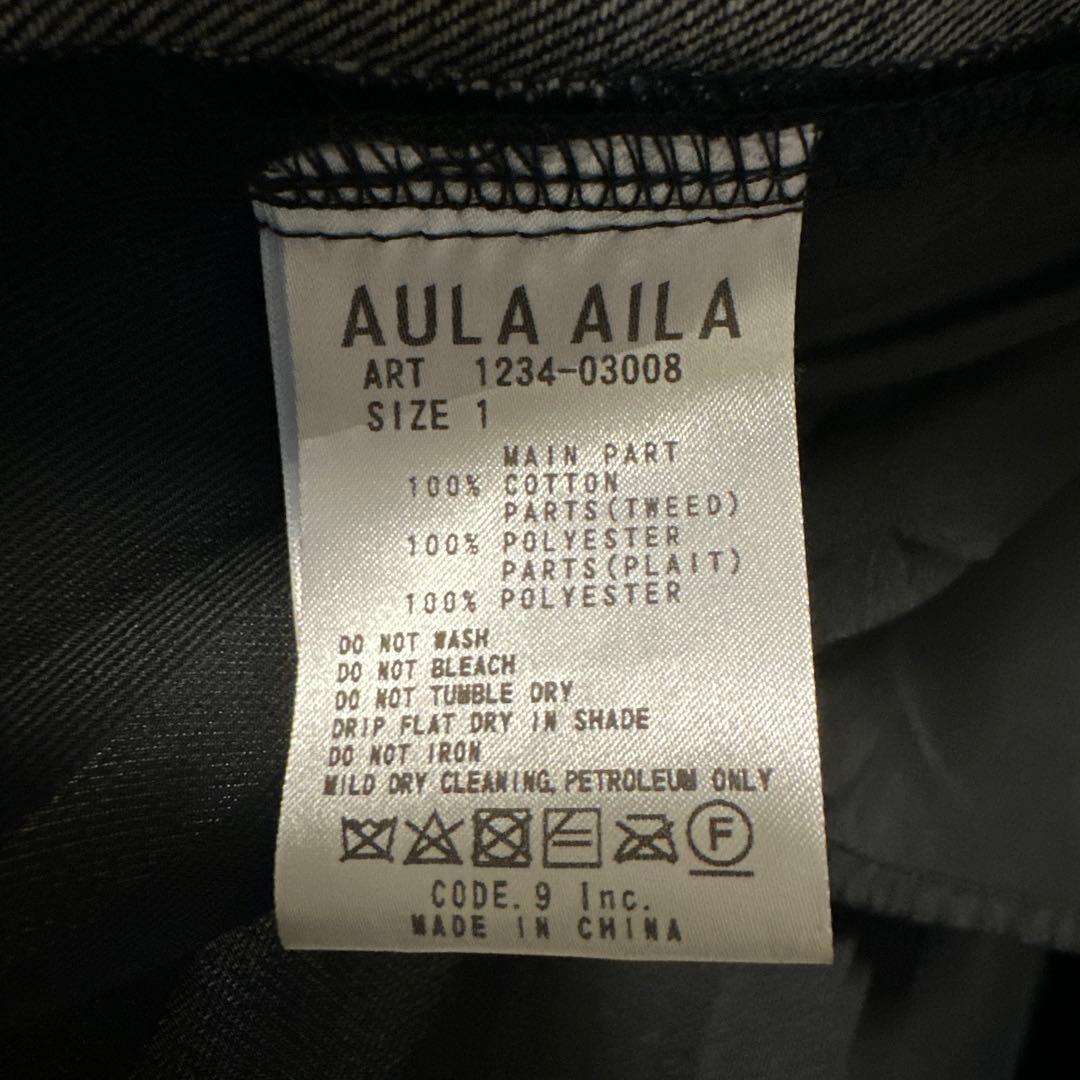 AULA AILA
ART 1234-03008
SIZE 1
MAIN PART
100% COTTON
PARTS(TWEED)
100% POLYESTER
PARTS(PLAIT)
100% POLYESTER
DO NOT WASH
DO NOT BLEACH
DO NOT TUMBLE DRY
DRIP FLAT DRY IN SHADE
DO NOT IRON
MILD DRY CLEANING, PETROLEUM ONLY
F
CODE.9 Inc.
MADE IN CHINA